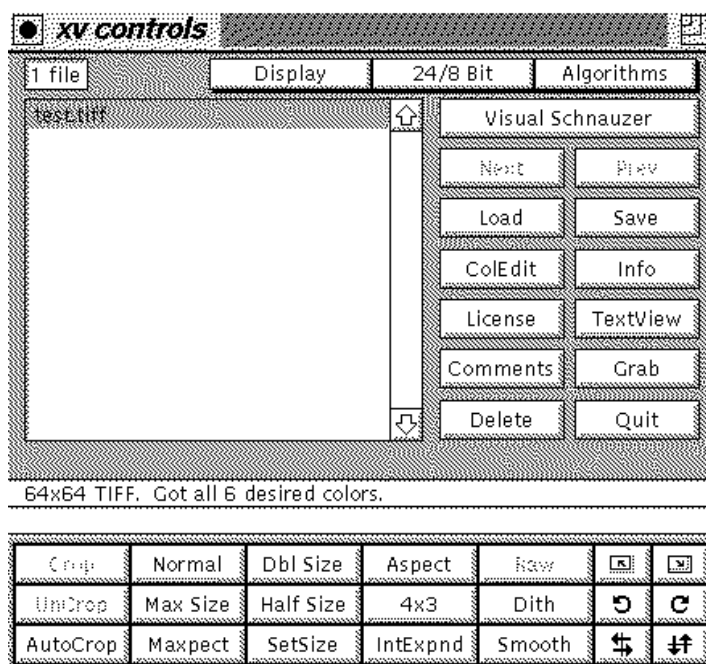 xv controls
1 file Display 24/8 Bit Algorithms
test.tiff
Visual Schnauzer
Next Prev
Load Save
ColEdit Info
License TextView
Comments Grab
Delete Quit
64x64 TIFF. Got all 6 desired colors.
Crop Normal Dbl Size Aspect Raw
UnCrop Max Size Half Size 4x3 Dith
AutoCrop Maxpect SetSize IntExpnd Smooth